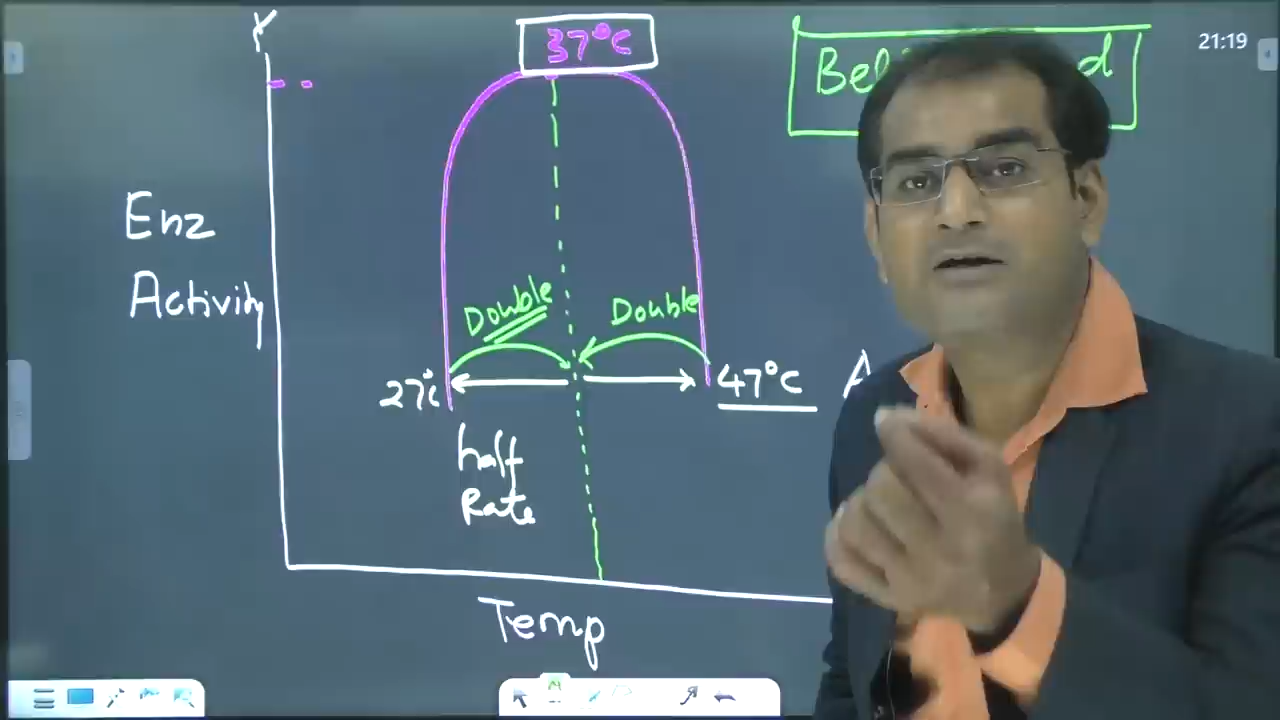 Y
37°C
21:19
Enz
Activity
Double
Double
27°C
47°C
A
half
Rate
Temp